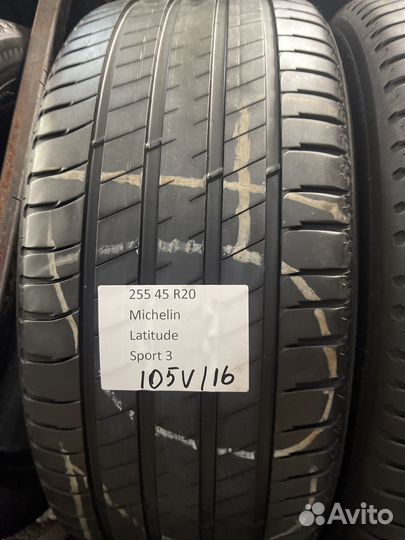 255 45 R20
Michelin
Latitude
Sport 3
105V/16
Avito